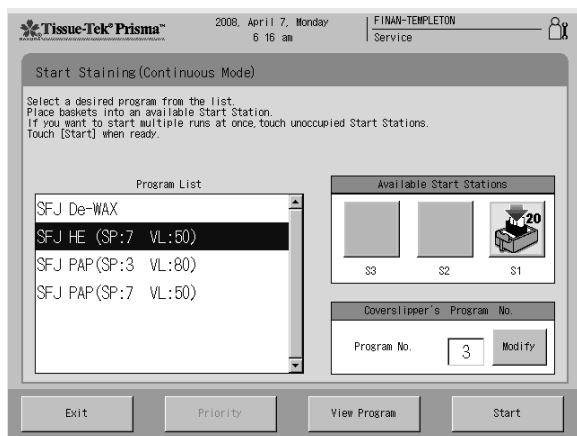 Tissue-Tek® Prisma™
2008, April 7, Monday
6 16 am
FINAN-TEMPLETON
Service
Start Staining(Continuous Mode)
Select a desired program from the list.
Place baskets into an available Start Station.
If you want to start multiple runs at once,touch unoccupied Start Stations.
Touch [Start] when ready.
Program List
SFJ De-WAX
SFJ HE (SP:7 VL:50)
SFJ PAP(SP:3 VL:80)
SFJ PAP(SP:7 VL:50)
Available Start Stations
20
S3 S2 S1
Coverslipper's Program No.
Program No. 3 Modify
Exit Priority View Program Start